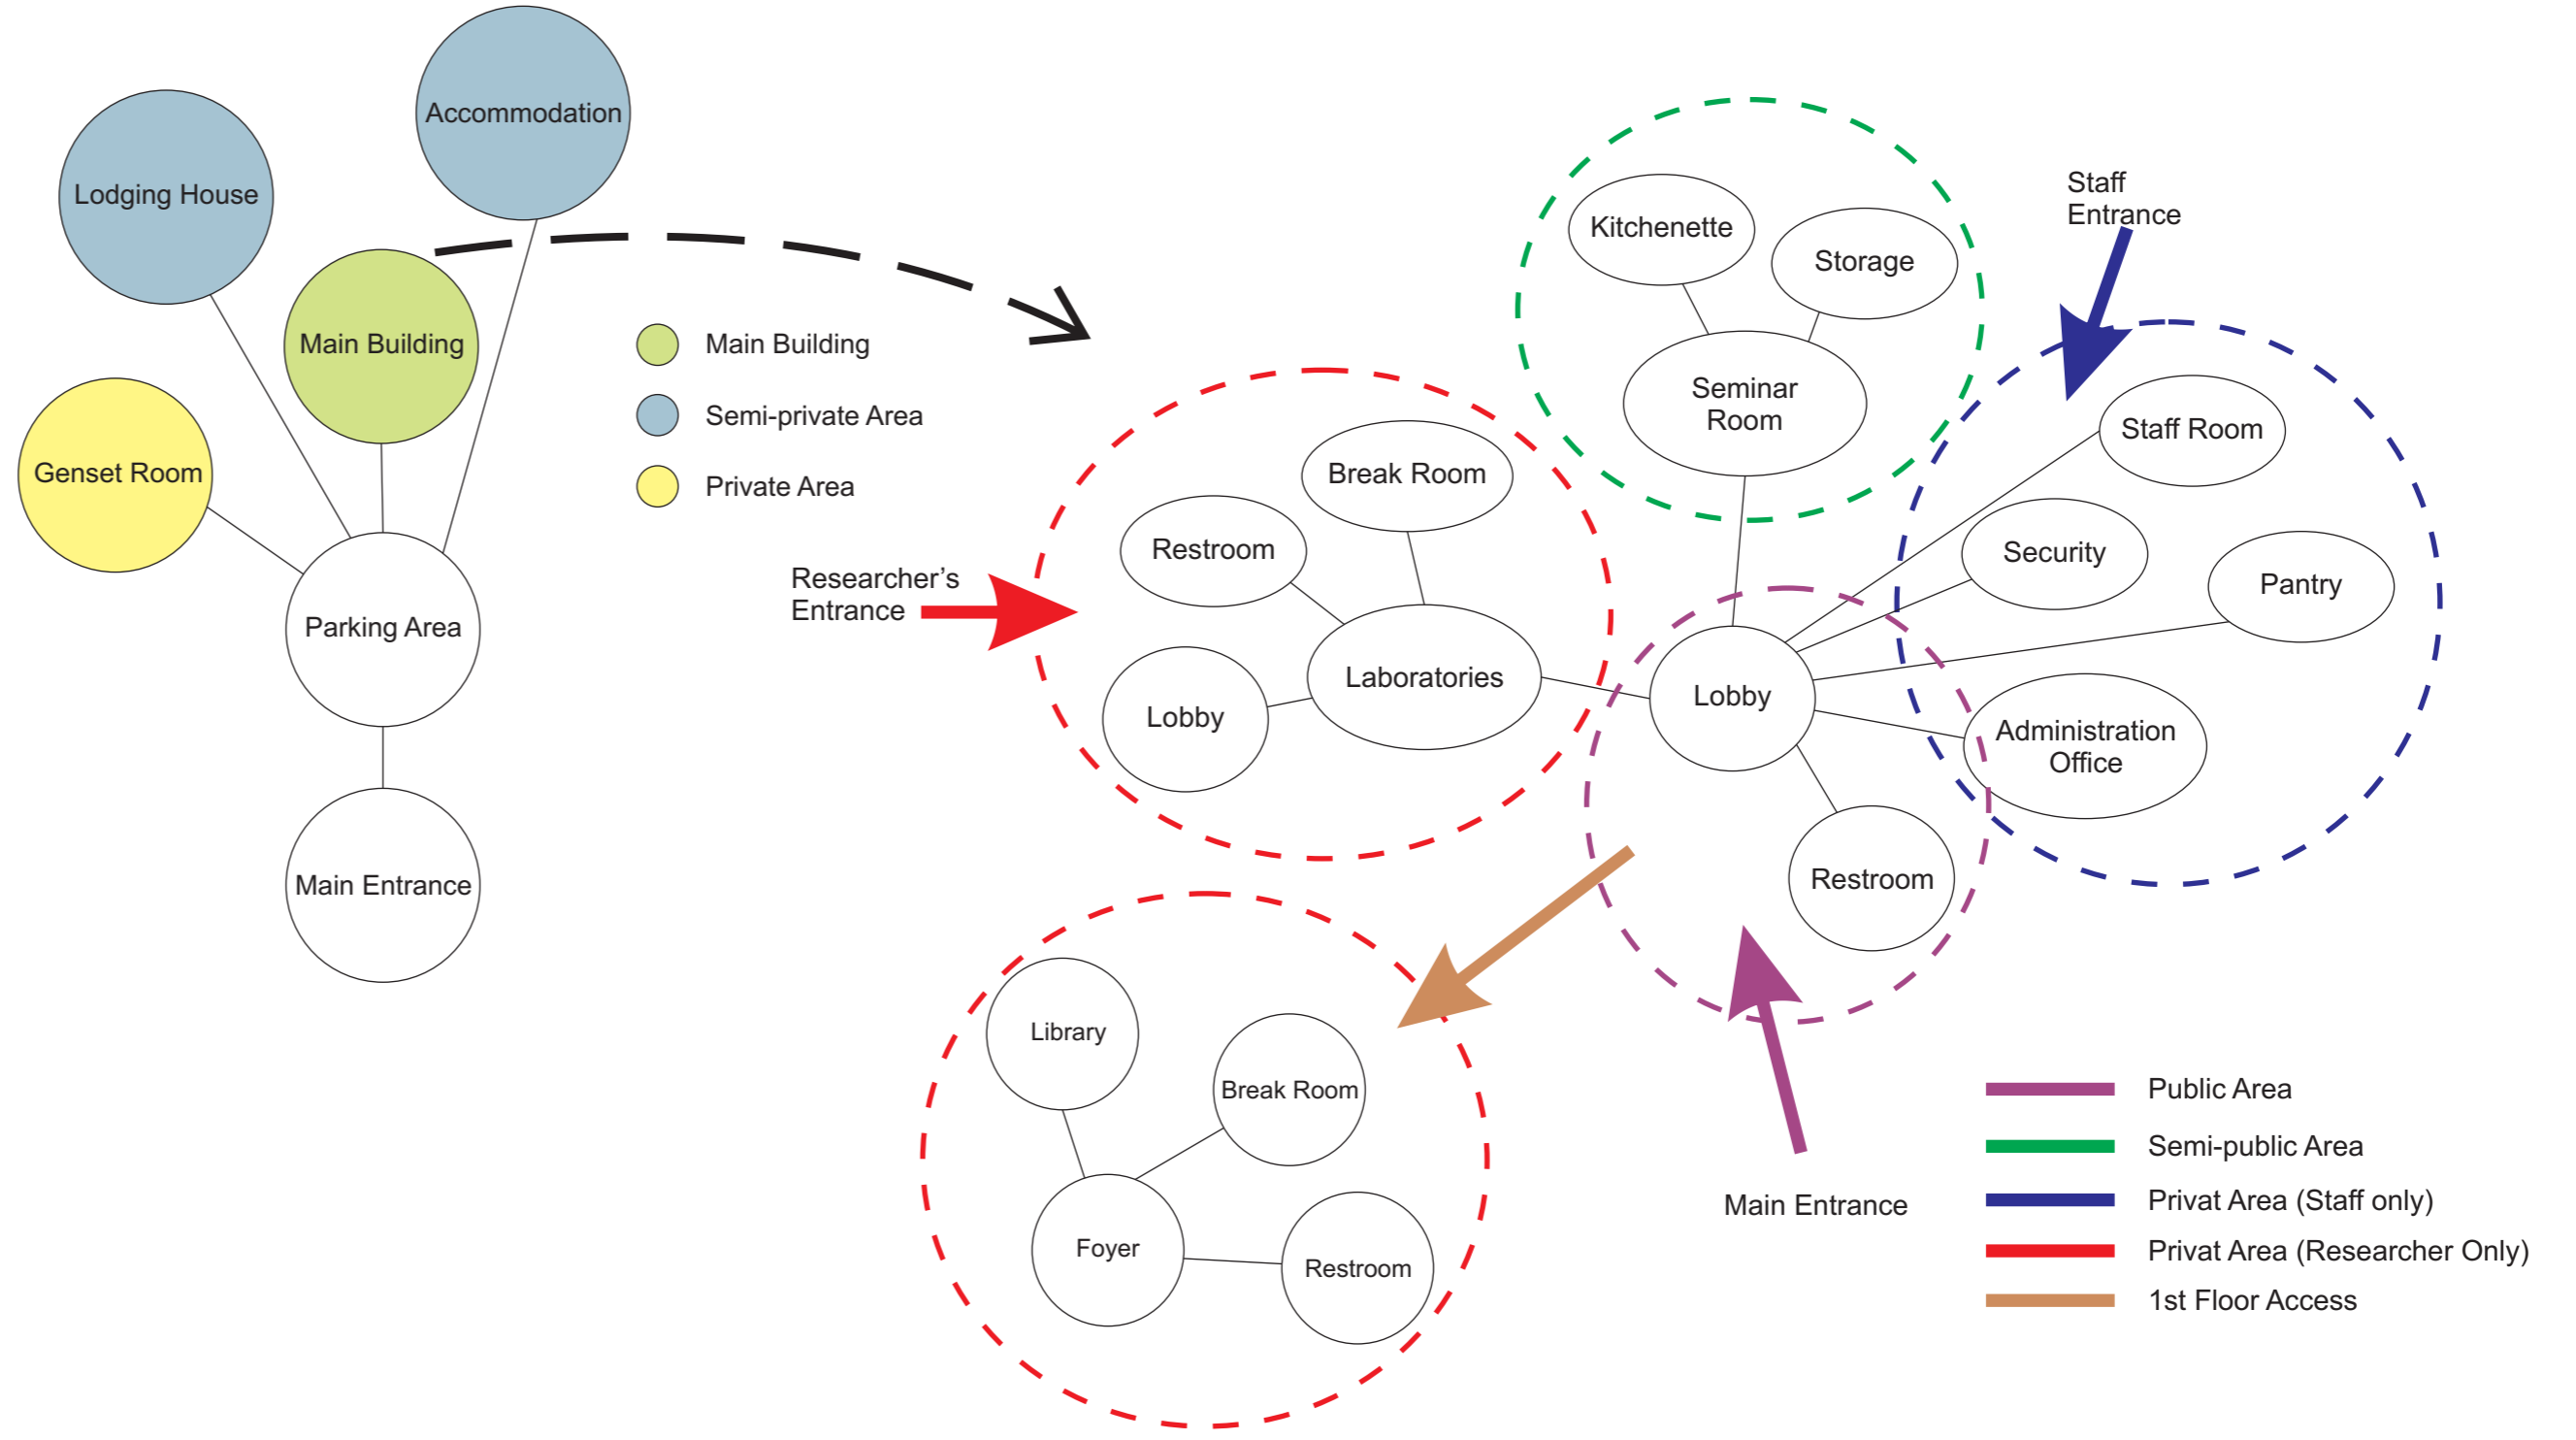 Accommodation
Lodging House
Main Building
Genset Room
Parking Area
Main Entrance
Main Building
Semi-private Area
Private Area
Researcher’s
Entrance
Break Room
Restroom
Laboratories
Lobby
Kitchenette
Storage
Seminar
Room
Staff
Entrance
Staff Room
Security
Pantry
Lobby
Administration
Office
Restroom
Main Entrance
Library
Break Room
Foyer
Restroom
Public Area
Semi-public Area
Privat Area (Staff only)
Privat Area (Researcher Only)
1st Floor Access